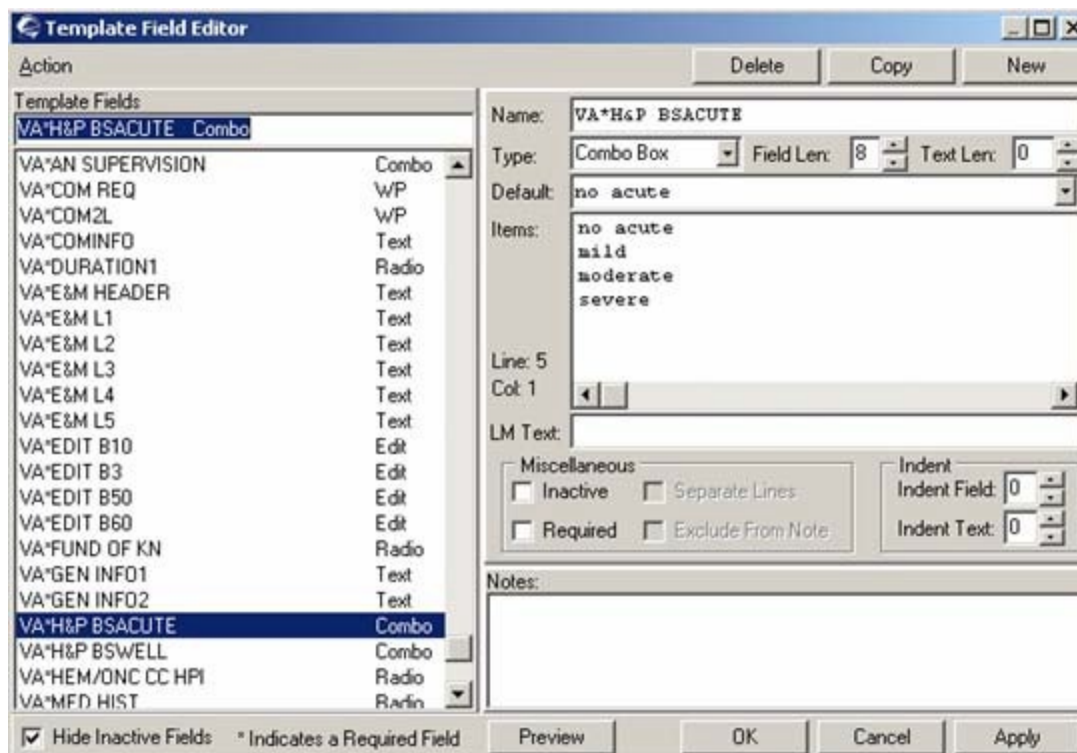 Template Field Editor
Action
Delete Copy New
Template Fields
VA*H&P BSACUTE Combo
VA*AN SUPERVISION Combo
VA*COM REQ WP
VA*COM2L WP
VA*COMINFO Text
VA*DURATION1 Radio
VA*E&M HEADER Text
VA*E&M L1 Text
VA*E&M L2 Text
VA*E&M L3 Text
VA*E&M L4 Text
VA*E&M L5 Text
VA*EDIT B10 Edit
VA*EDIT B3 Edit
VA*EDIT B50 Edit
VA*EDIT B60 Edit
VA*FUND OF KN Radio
VA*GEN INFO1 Text
VA*GEN INFO2 Text
VA*H&P BSACUTE Combo
VA*H&P BSWELL Combo
VA*HEM/ONC CC HPI Radio
VA*MED HIST Radio
Hide Inactive Fields * Indicates a Required Field
Name: VA*H&P BSACUTE
Type: Combo Box Field Len: 8 Text Len: 0
Default: no acute
Items: no acute
mild
moderate
severe
Line: 5
Col: 1
LM Text:
Miscellaneous
Inactive Separate Lines
Required Exclude From Note
Indent
Indent Field: 0
Indent Text: 0
Notes:
Preview OK Cancel Apply